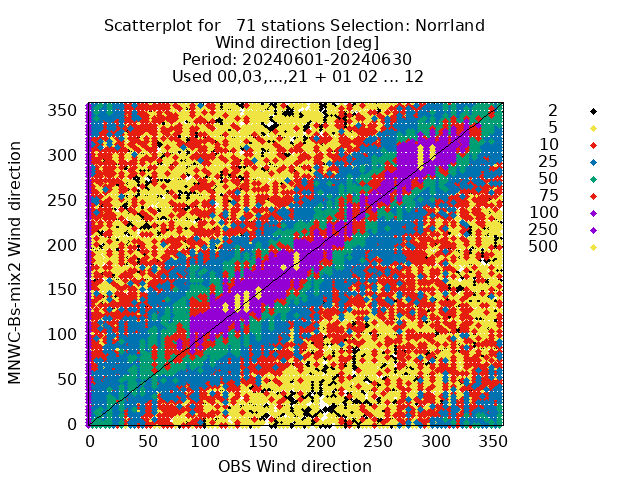 Scatterplot for   71 stations Selection: Norrland
Wind direction [deg]
Period: 20240601-20240630
Used 00,03,...,21 + 01 02 ... 12
350
300
250
200
150
100
50
0
MNWC-Bs-mix2 Wind direction
0 50 100 150 200 250 300 350
OBS Wind direction
2
5
10
25
50
75
100
250
500